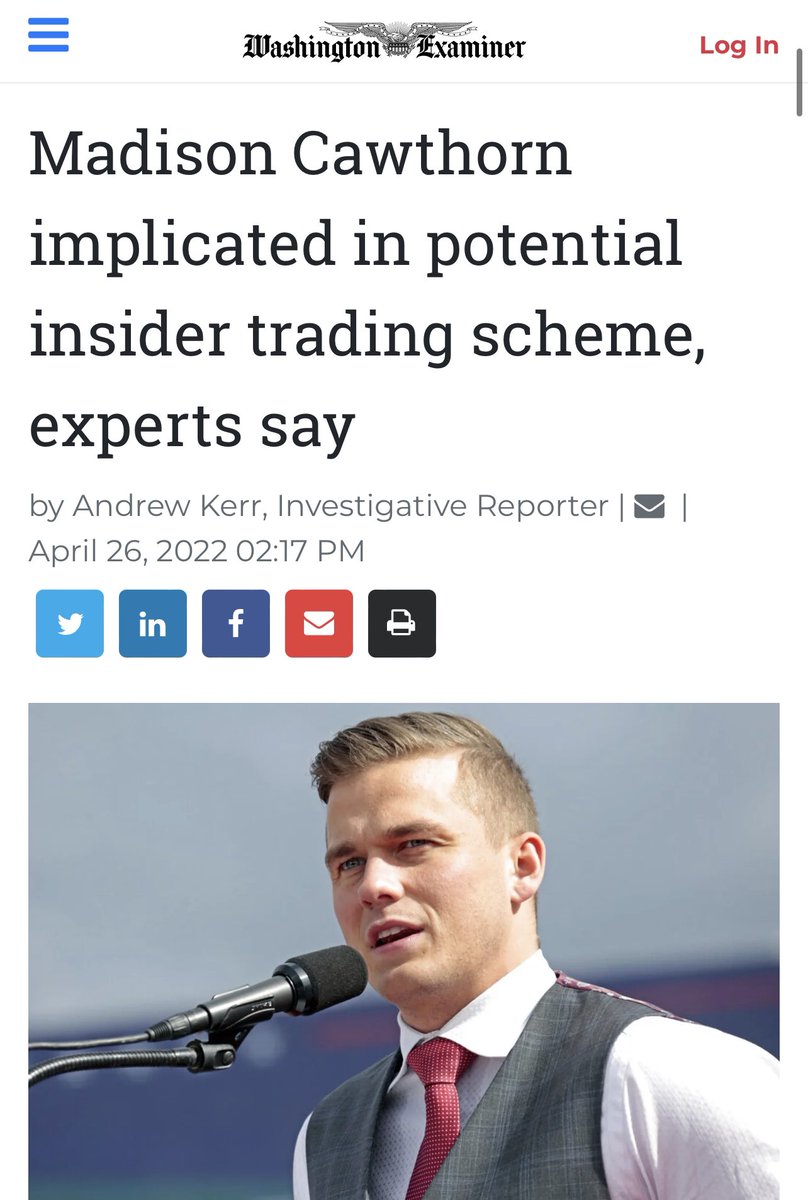 Washington Examiner
Log In
Madison Cawthorn
implicated in potential
insider trading scheme,
experts say
by Andrew Kerr, Investigative Reporter | |
April 26, 2022 02:17 PM
in
f